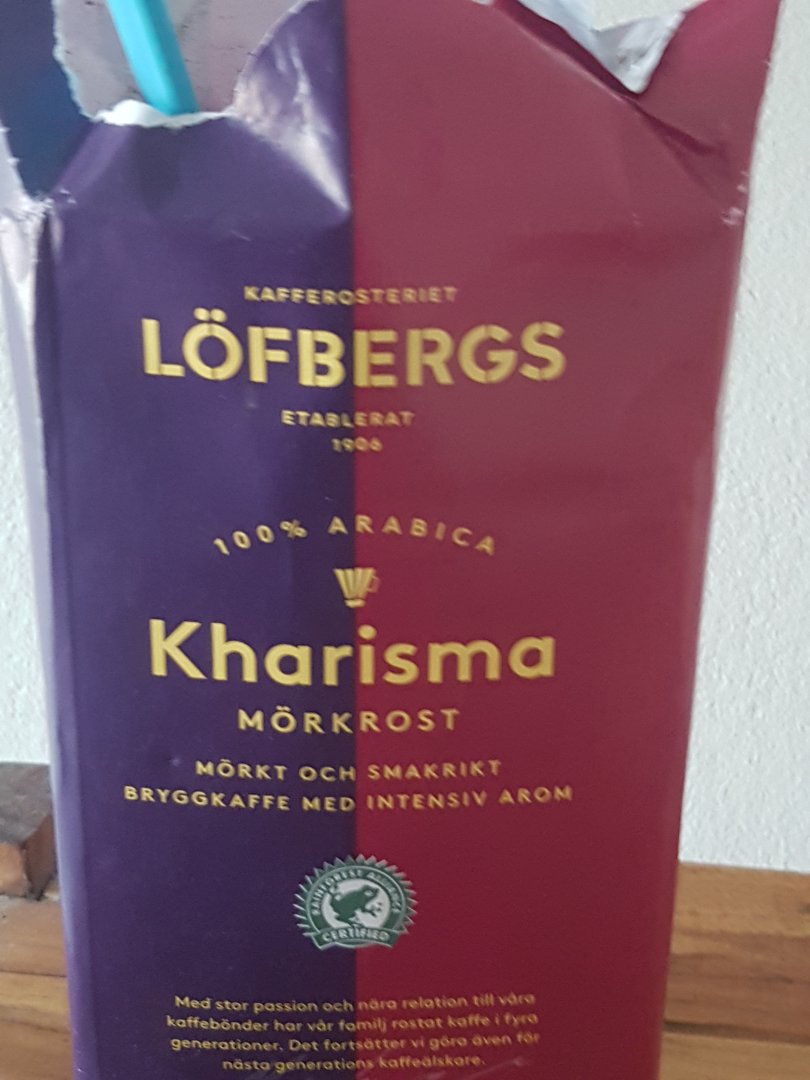 KAFFEROSTERIET
LÖFBERGS
ETABLERAT
1906
100% ARABICA
Kharisma
MÖRKROST
MÖRKT OCH SMAKRIKT
BRYGGKAFFE MED INTENSIV AROM
RAINFOREST ALLIANCE
CERTIFIED
Med stor passion och nära relation till våra
kaffebönder har vår familj rostat kaffe i fyra
generationer. Det fortsätter vi göra även för
nästa generations kaffeälskare.